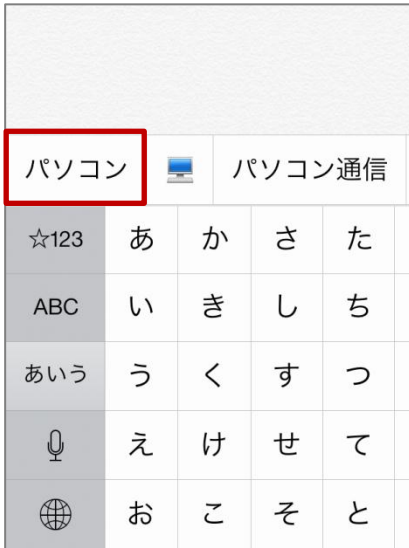 パソコン 💻 パソコン通信
☆123 あ か さ た
ABC い き し ち
あいう う く す つ
え け せ て
お こ そ と